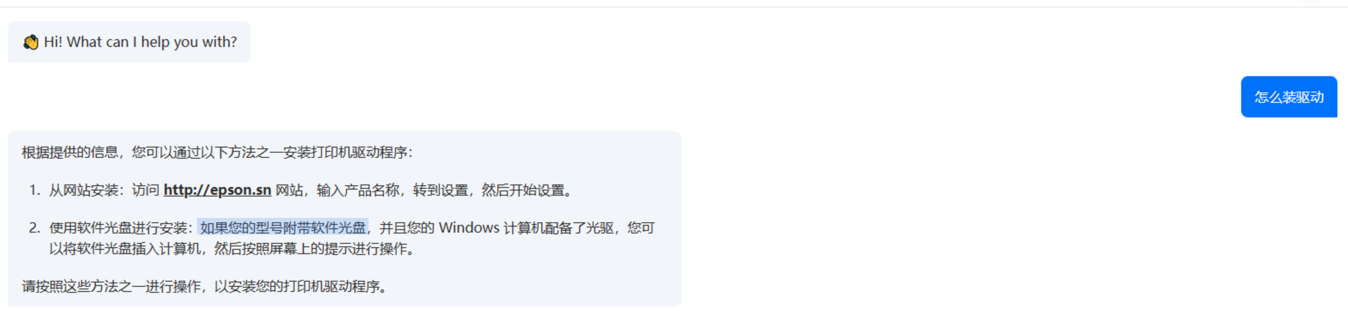 👋 Hi! What can I help you with?
怎么装驱动
根据提供的信息，您可以通过以下方法之一安装打印机驱动程序：
1. 从网站安装：访问 http://epson.sn 网站，输入产品名称，转到设置，然后开始设置。
2. 使用软件光盘进行安装：如果您的型号附带软件光盘，并且您的 Windows 计算机配备了光驱，您可
以将软件光盘插入计算机，然后按照屏幕上的提示进行操作。
请按照这些方法之一进行操作，以安装您的打印机驱动程序。